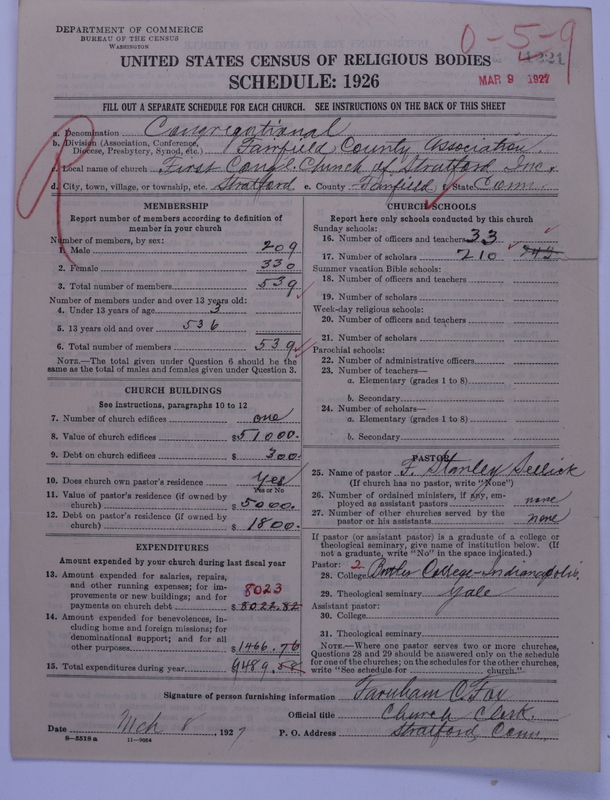 DEPARTMENT OF COMMERCE
BUREAU OF THE CENSUS
WASHINGTON
0-5-9
1221
MAR 9 1927
UNITED STATES CENSUS OF RELIGIOUS BODIES
SCHEDULE: 1926
FILL OUT A SEPARATE SCHEDULE FOR EACH CHURCH. SEE INSTRUCTIONS ON THE BACK OF THIS SHEET
a. Denomination Congregational
b. Division (Association, Conference, Diocese, Presbytery, Synod, etc.) Fairfield County Association
c. Local name of church First Cong'l Church of Stratford Inc.
d. City, town, village, or township, etc. Stratford e. County Fairfield f. State Conn.
R
MEMBERSHIP
Report number of members according to definition of
member in your church
Number of members, by sex:
1. Male 209
2. Female 330
3. Total number of members 539
Number of members under and over 13 years old:
4. Under 13 years of age 3
5. 13 years old and over 536
6. Total number of members 539
NOTE.—The total given under Question 6 should be the
same as the total of males and females given under Question 3.
CHURCH BUILDINGS
See instructions, paragraphs 10 to 12
7. Number of church edifices one
8. Value of church edifices $51000.
9. Debt on church edifices $300.
10. Does church own pastor's residence Yes
Yes or No
11. Value of pastor's residence (if owned by
church) $5000.
12. Debt on pastor's residence (if owned by
church) $1800.
EXPENDITURES
Amount expended by your church during last fiscal year
13. Amount expended for salaries, repairs,
and other running expenses; for im-
provements or new buildings; and for
payments on church debt 8023 $8022.82
14. Amount expended for benevolences, in-
cluding home and foreign missions; for
denominational support; and for all
other purposes $1466.76
15. Total expenditures during year 9489.58
CHURCH SCHOOLS
Report here only schools conducted by this church
Sunday schools:
16. Number of officers and teachers 33
17. Number of scholars 210
Summer vacation Bible schools:
18. Number of officers and teachers
19. Number of scholars
Week-day religious schools:
20. Number of officers and teachers
21. Number of scholars
Parochial schools:
22. Number of administrative officers
23. Number of teachers—
a. Elementary (grades 1 to 8)
b. Secondary
24. Number of scholars—
a. Elementary (grades 1 to 8)
b. Secondary
PASTOR
25. Name of pastor F. Stanley Sellick
(If church has no pastor, write "None")
26. Number of ordained ministers, if any, em-
ployed as assistant pastors none
27. Number of other churches served by the
pastor or his assistants none
If pastor (or assistant pastor) is a graduate of a college or
theological seminary, give name of institution below. (If
not a graduate, write "No" in the space indicated.)
Pastor: 2
28. College Butler College-Indianapolis.
29. Theological seminary Yale
Assistant pastor:
30. College
31. Theological seminary
NOTE.—Where one pastor serves two or more churches,
Questions 28 and 29 should be answered only on the schedule
for one of the churches; on the schedules for the other churches,
write "See schedule for church."
Signature of person furnishing information Farnham C. Fox
Official title Church Clerk.
Date Mch 8, 1927 P. O. Address Stratford, Conn.
6—5518a 11—9034